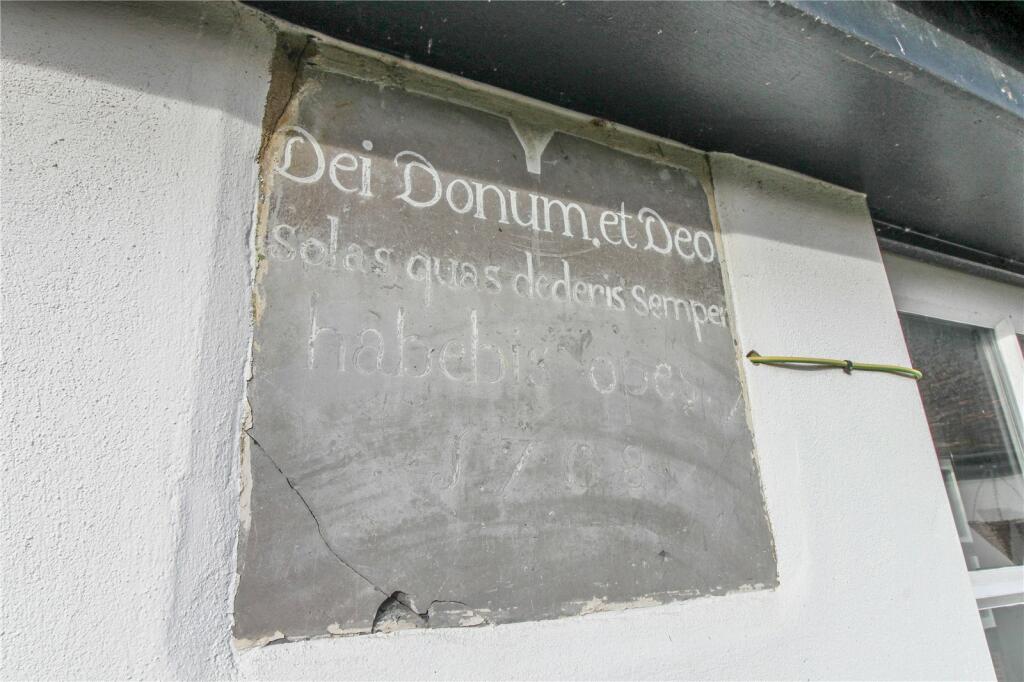 Y
Dei Donum, et Deo
solas quas dederis semper
habebis opes.
1768